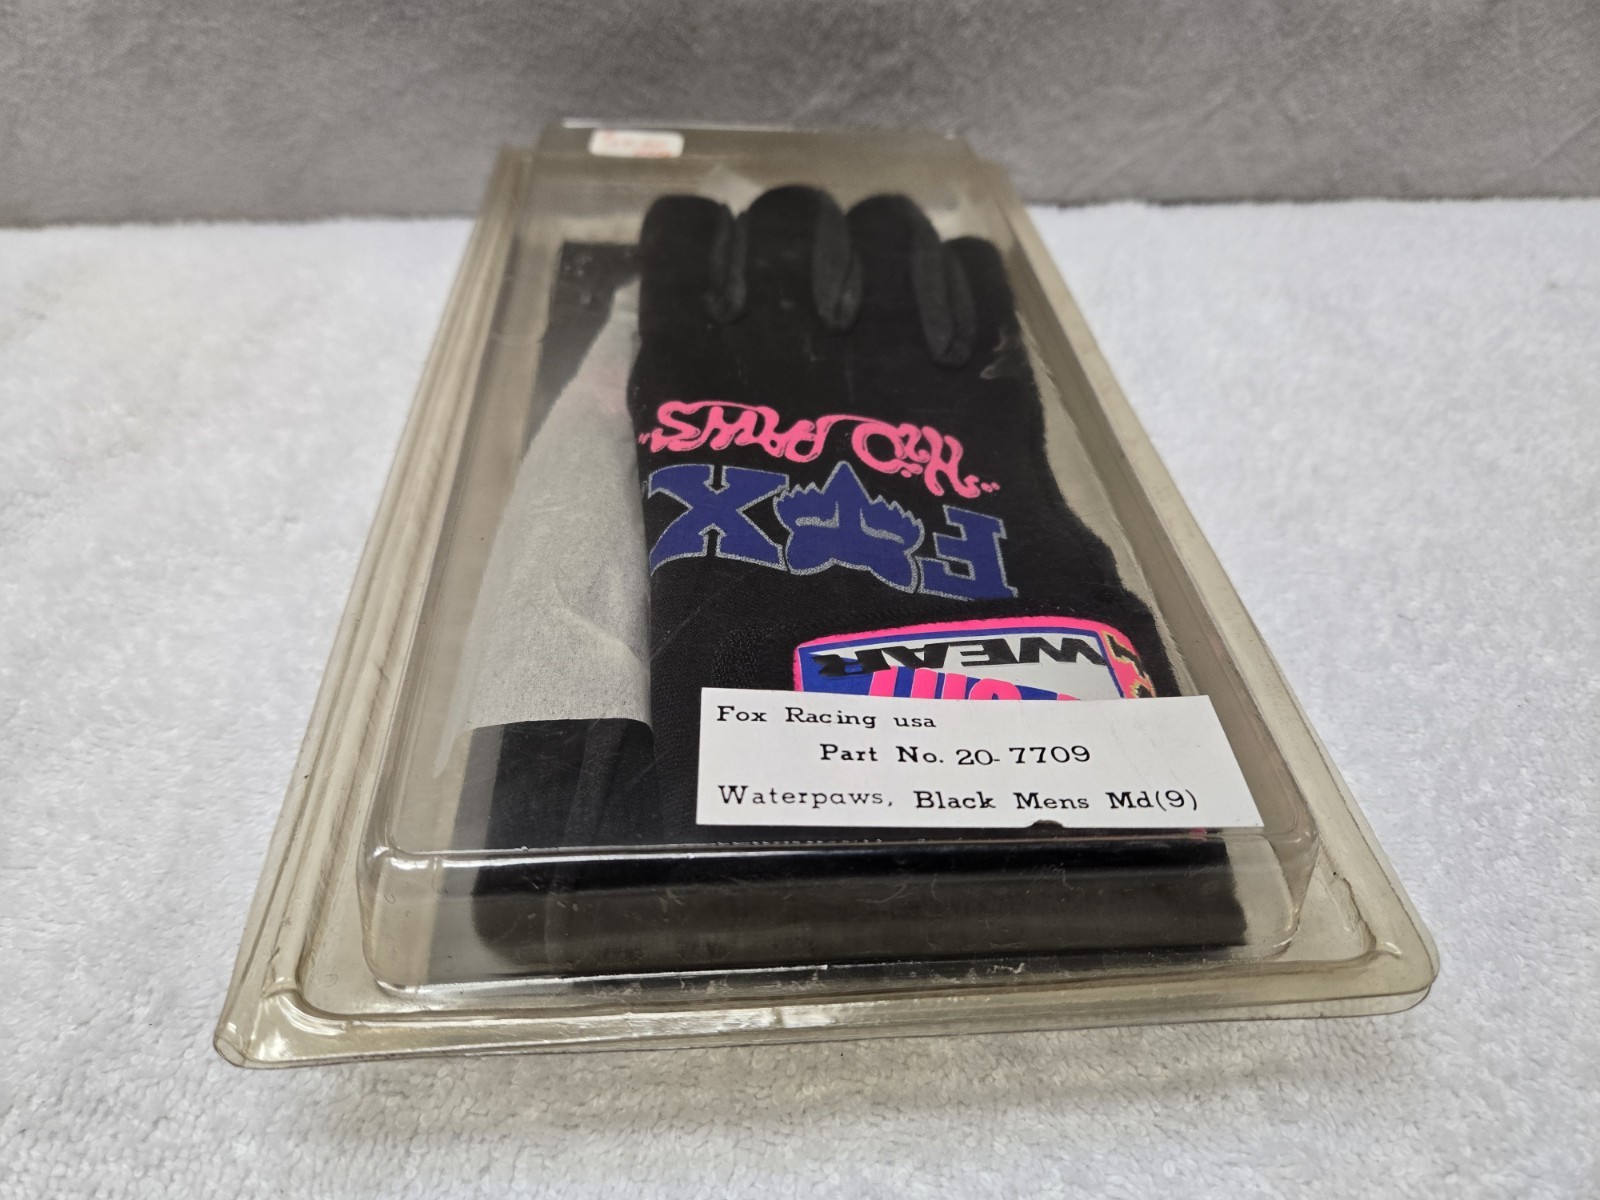 "H2O PAWS"
FOX
WEAR
Fox Racing usa
Part No. 20-7709
Waterpaws, Black Mens Md(9)